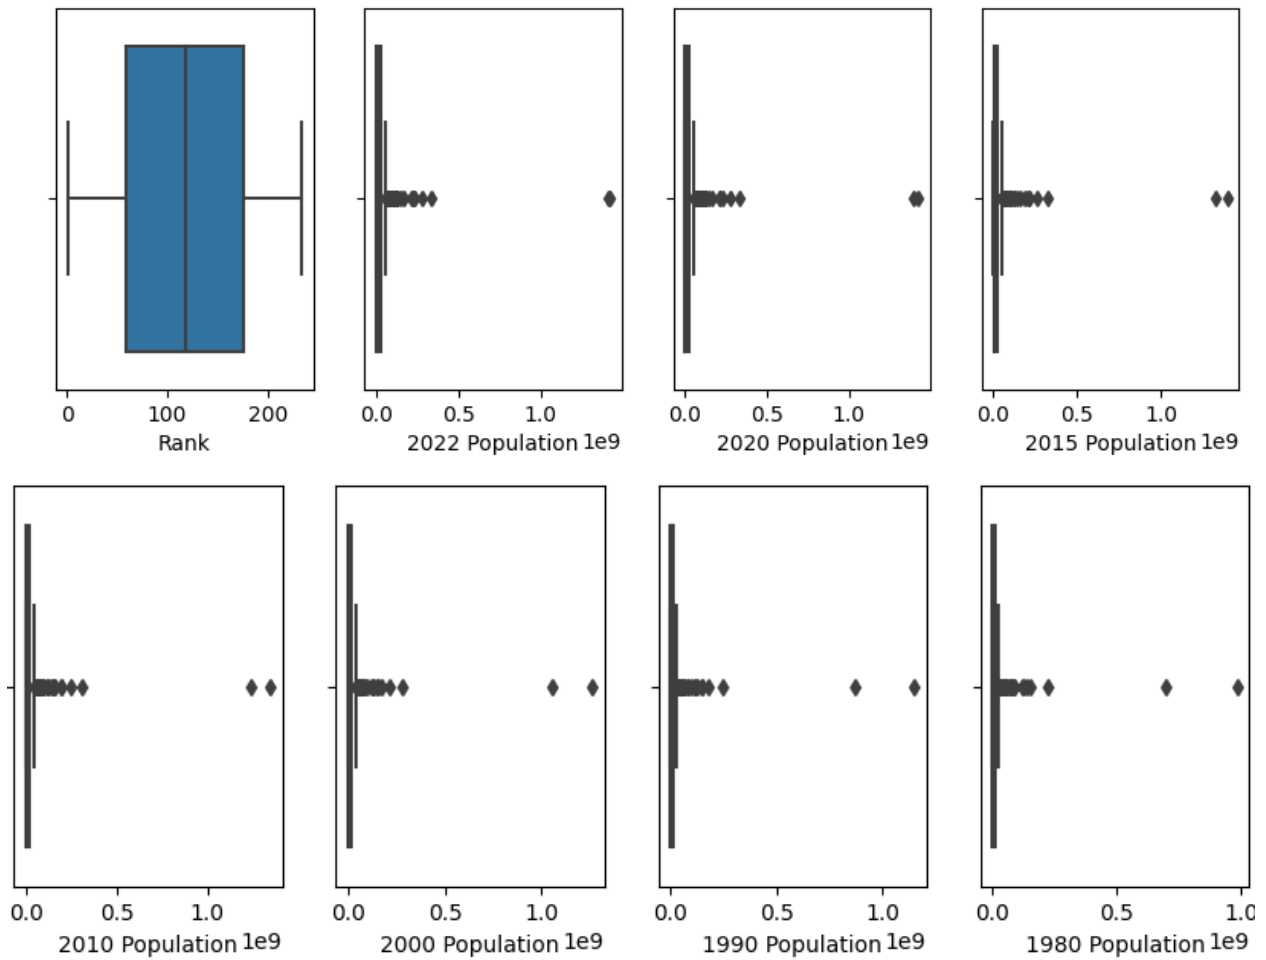 0 100 200
Rank
0.0 0.5 1.0
2022 Population 1e9
0.0 0.5 1.0
2020 Population 1e9
0.0 0.5 1.0
2015 Population 1e9
0.0 0.5 1.0
2010 Population 1e9
0.0 0.5 1.0
2000 Population 1e9
0.0 0.5 1.0
1990 Population 1e9
0.0 0.5 1.0
1980 Population 1e9